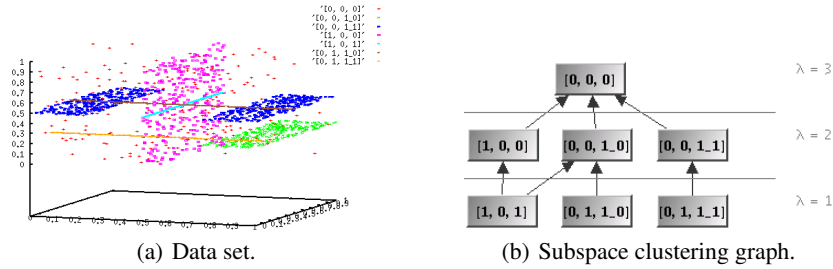 '[0, 0, 0]'
'[0, 0, 1_0]'
'[0, 0, 1_1]'
'[1, 0, 0]'
'[1, 0, 1]'
'[0, 1, 1_0]'
'[0, 1, 1_1]'
1
0.9
0.8
0.7
0.6
0.5
0.4
0.3
0.2
0.1
0
0 0.1 0.2 0.3 0.4 0.5 0.6 0.7 0.8 0.9 1
(a) Data set.
[0, 0, 0]
λ = 3
[1, 0, 0] [0, 0, 1_0] [0, 0, 1_1]
λ = 2
[1, 0, 1] [0, 1, 1_0] [0, 1, 1_1]
λ = 1
(b) Subspace clustering graph.